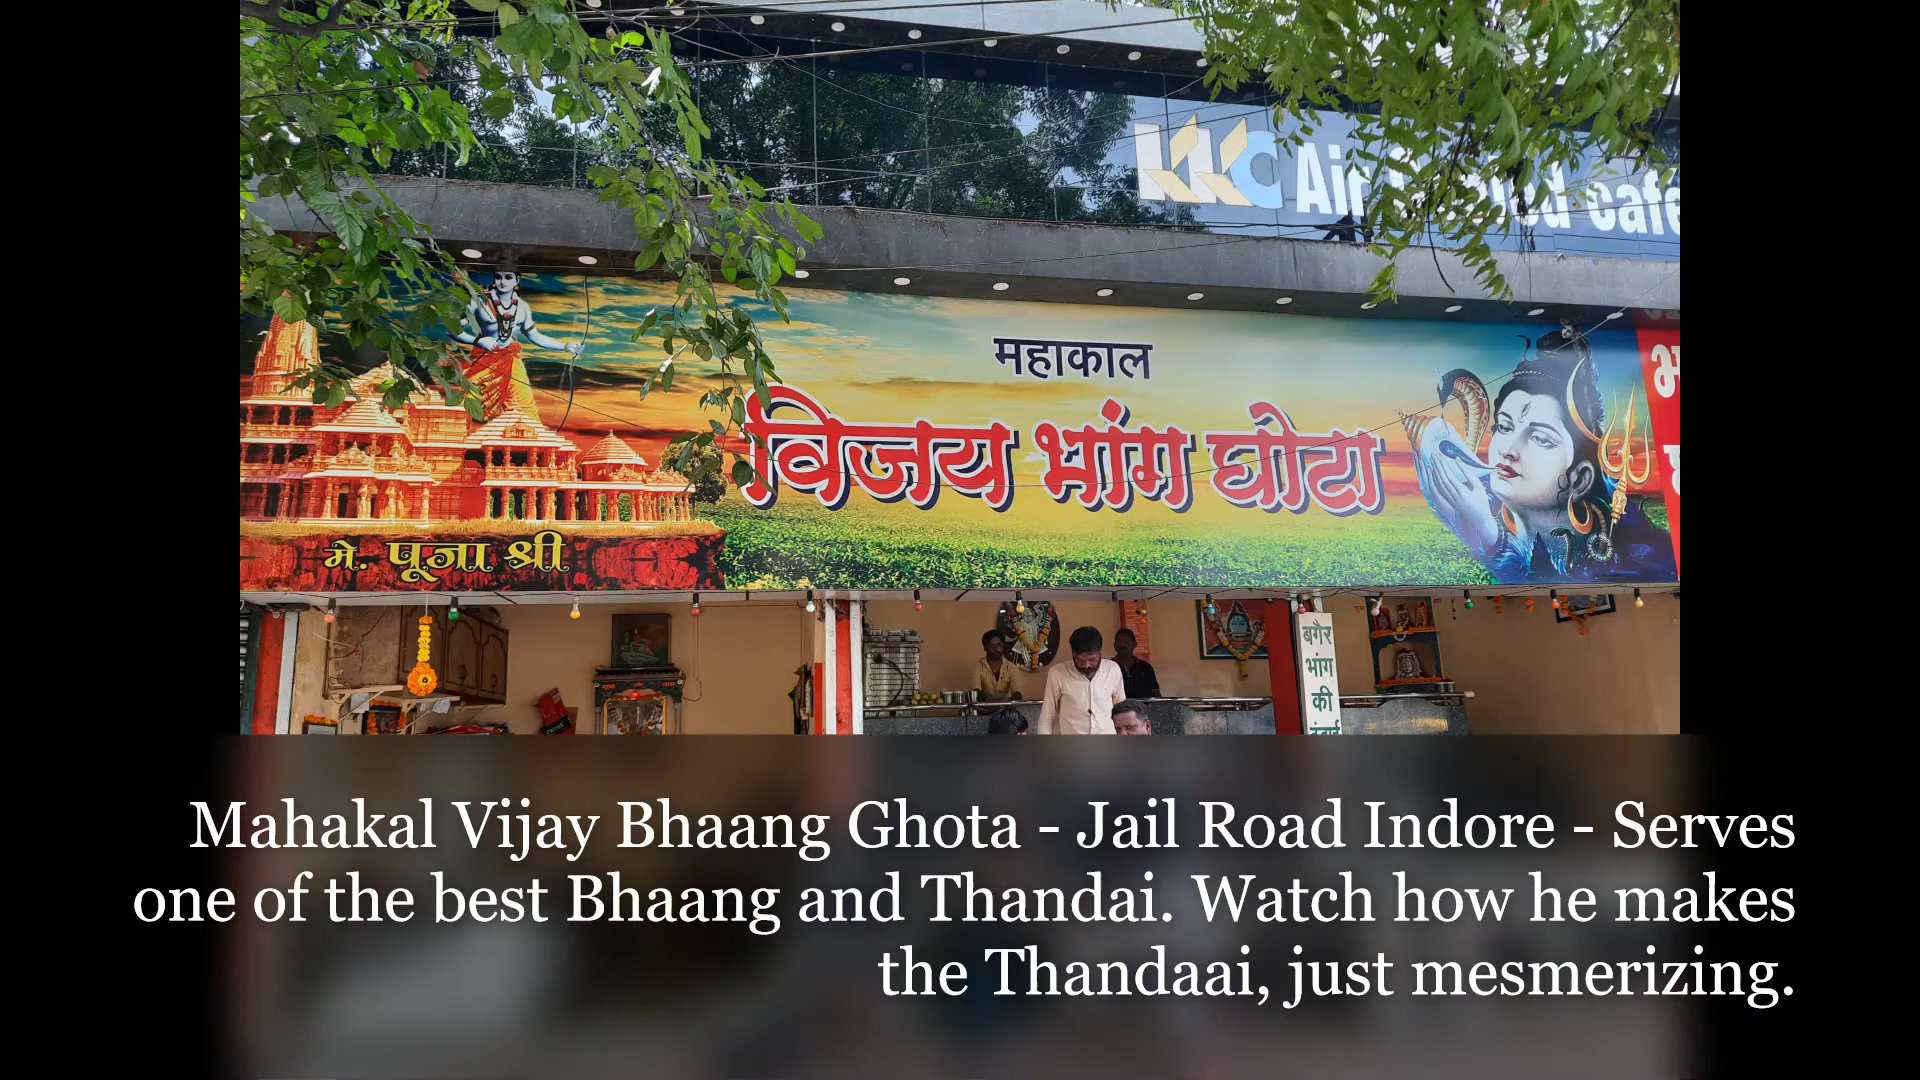 KKC Air
café
महाकाल
विजय भांग घोटा
मे. पूजा श्री
बगैर
भांग
की
Mahakal Vijay Bhaang Ghota - Jail Road Indore - Serves
one of the best Bhaang and Thandai. Watch how he makes
the Thandaai, just mesmerizing.